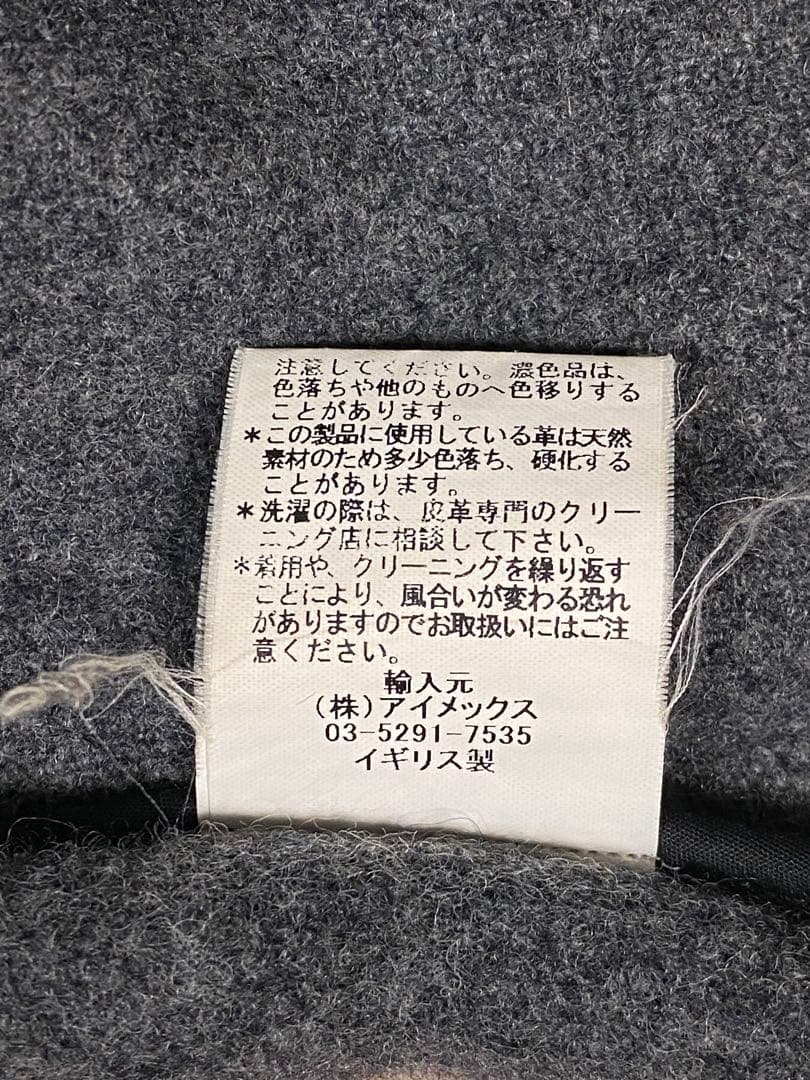 注意してください。濃色品は、
色落ちや他のものへ色移りする
ことがあります。
*この製品に使用している革は天然
素材のため多少色落ち、硬化する
ことがあります。
*洗濯の際は、皮革専門のクリー
ニング店に相談して下さい。
*着用や、クリーニングを繰り返す
ことにより、風合いが変わる恐れ
がありますのでお取扱いにはご注
意ください。
輸入元
(株)アイメックス
03-5291-7535
イギリス製